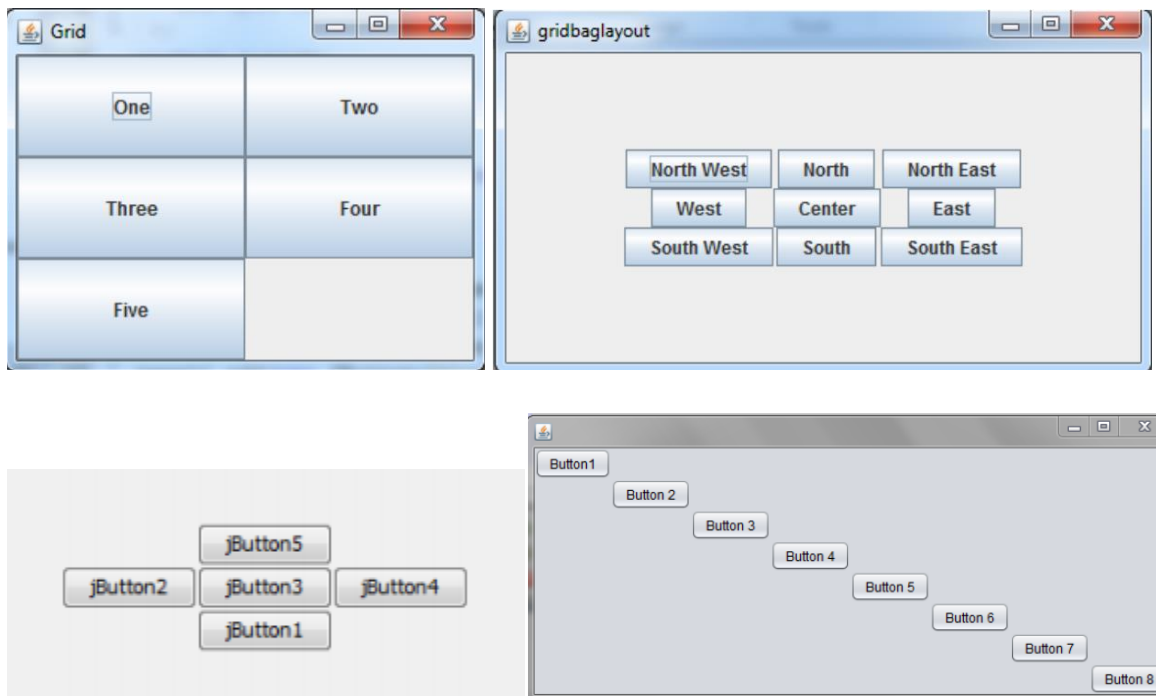 Grid
One Two
Three Four
Five
gridbaglayout
North West North North East
West Center East
South West South South East
jButton5
jButton2 jButton3 jButton4
jButton1
Button1
Button 2
Button 3
Button 4
Button 5
Button 6
Button 7
Button 8